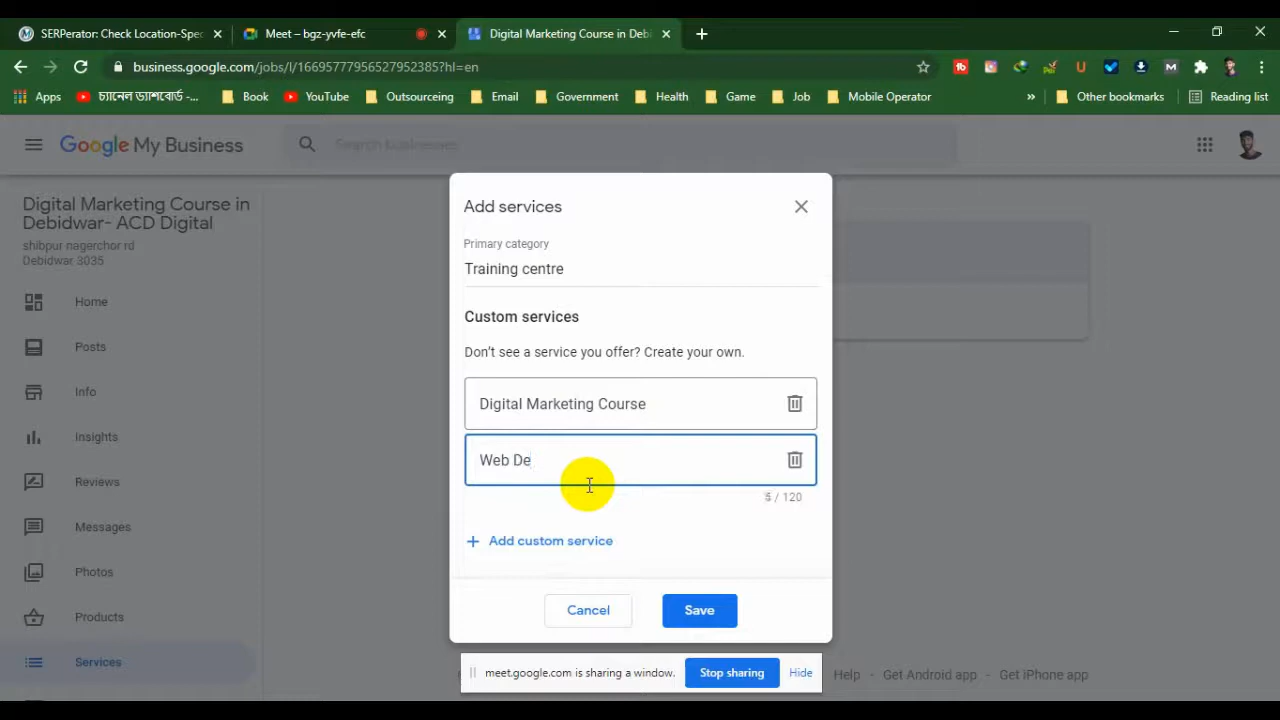 SERPerator: Check Location-Spec
Meet – bgz-yvfe-efc
Digital Marketing Course in Debi
business.google.com/jobs/l/16695777956527952385?hl=en
Apps
চ্যানেল ড্যাশবোর্ড -...
Book
YouTube
Outsourceing
Email
Government
Health
Game
Job
Mobile Operator
»
Other bookmarks
Reading list
Google My Business
Search businesses
Digital Marketing Course in
Debidwar- ACD Digital
shibpur nagerchor rd
Debidwar 3035
Home
Posts
Info
Insights
Reviews
Messages
Photos
Products
Services
Add services
Primary category
Training centre
Custom services
Don't see a service you offer? Create your own.
Digital Marketing Course
Web De
5 / 120
+ Add custom service
Cancel
Save
meet.google.com is sharing a window.
Stop sharing
Hide
Help - Get Android app - Get iPhone app